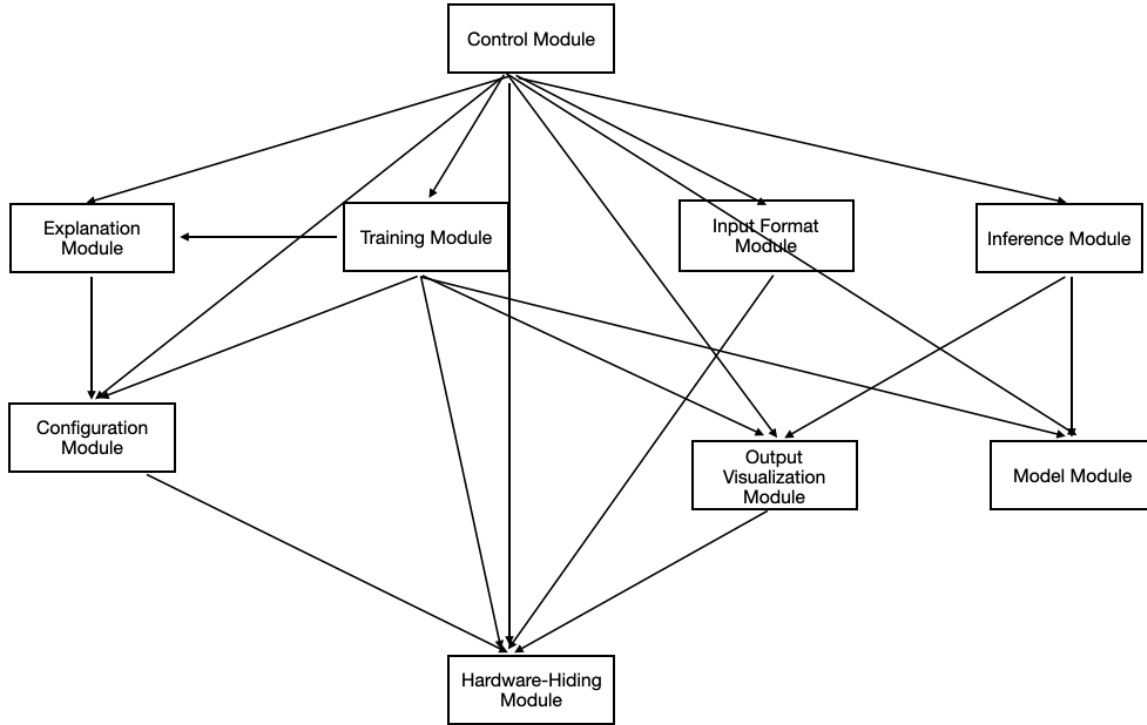 Control Module
Explanation
Module
Training Module
Input Format
Module
Inference Module
Configuration
Module
Output
Visualization
Module
Model Module
Hardware-Hiding
Module